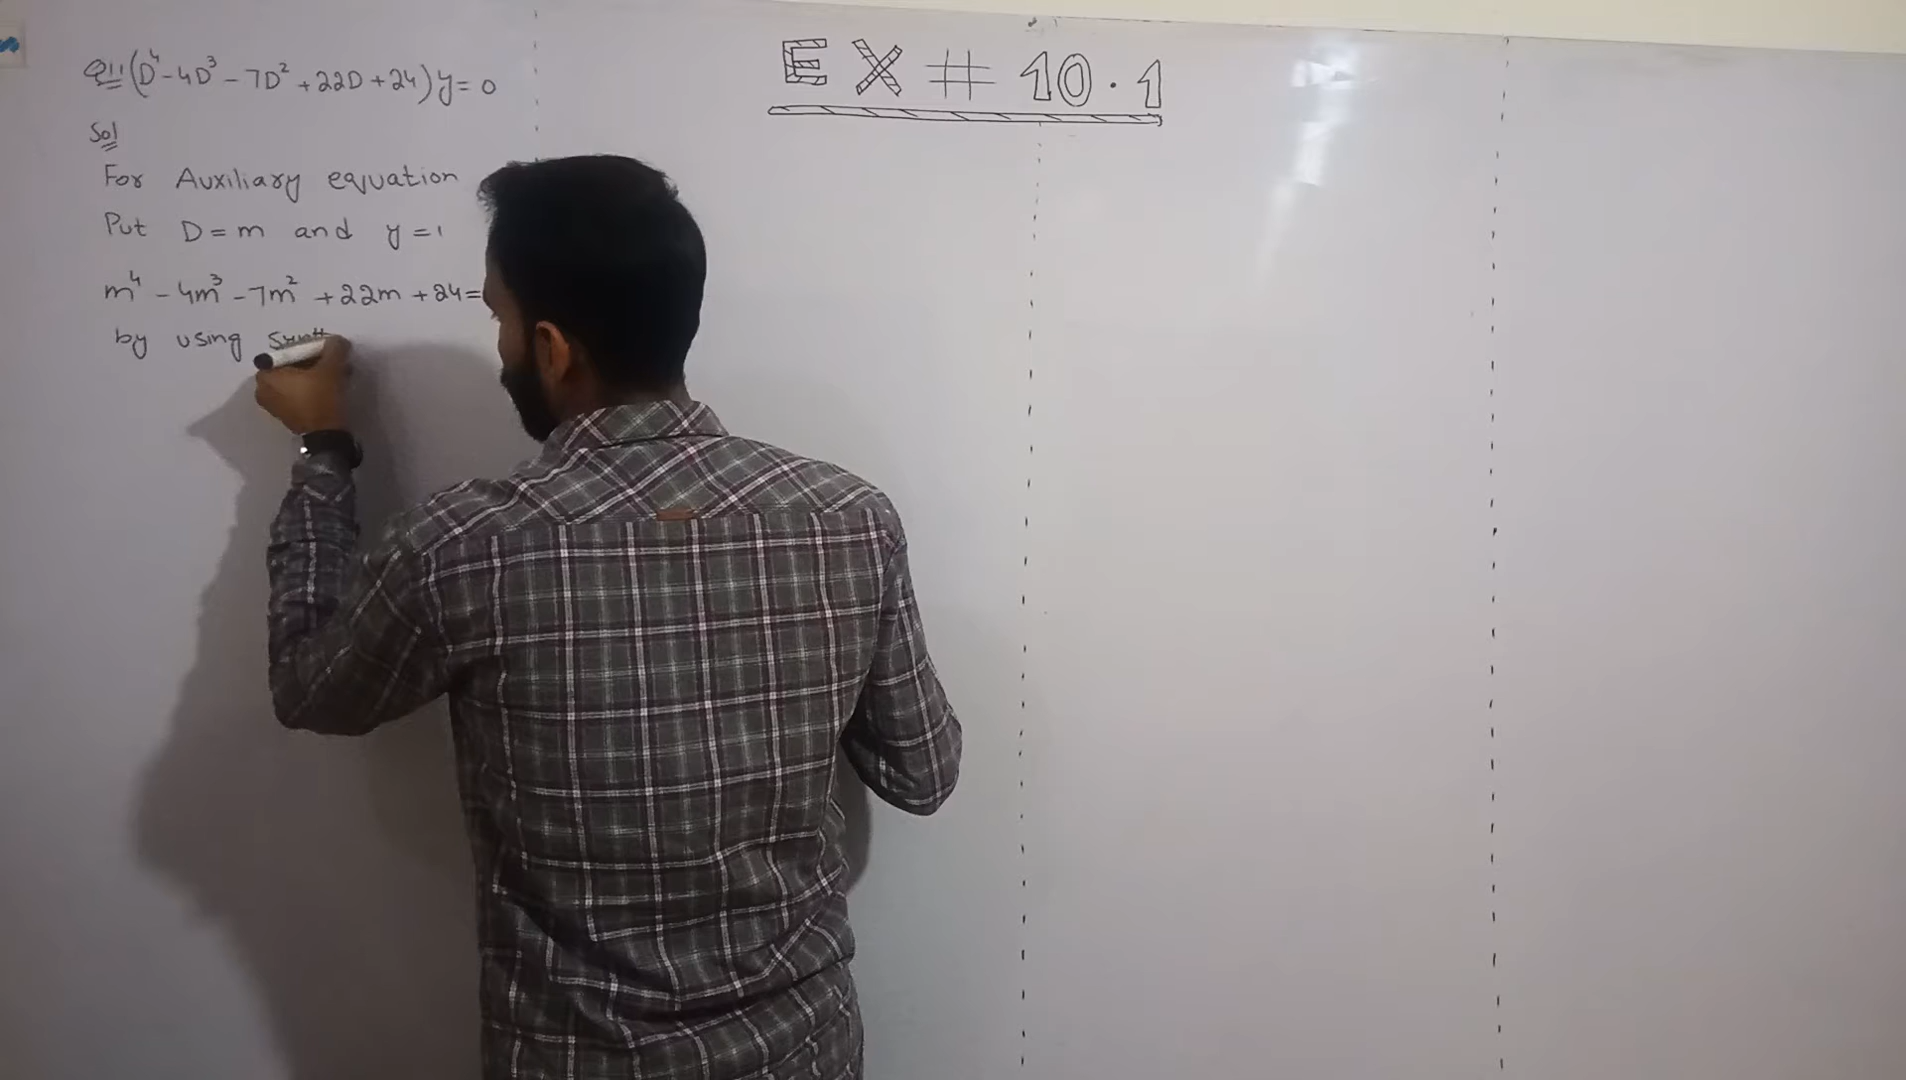 EX # 10.1
Q11 (D⁴ - 4D³ - 7D² + 22D + 24) y = 0
Sol
For Auxiliary equation
Put D = m and y = 1
m⁴ - 4m³ - 7m² + 22m + 24 =
by using